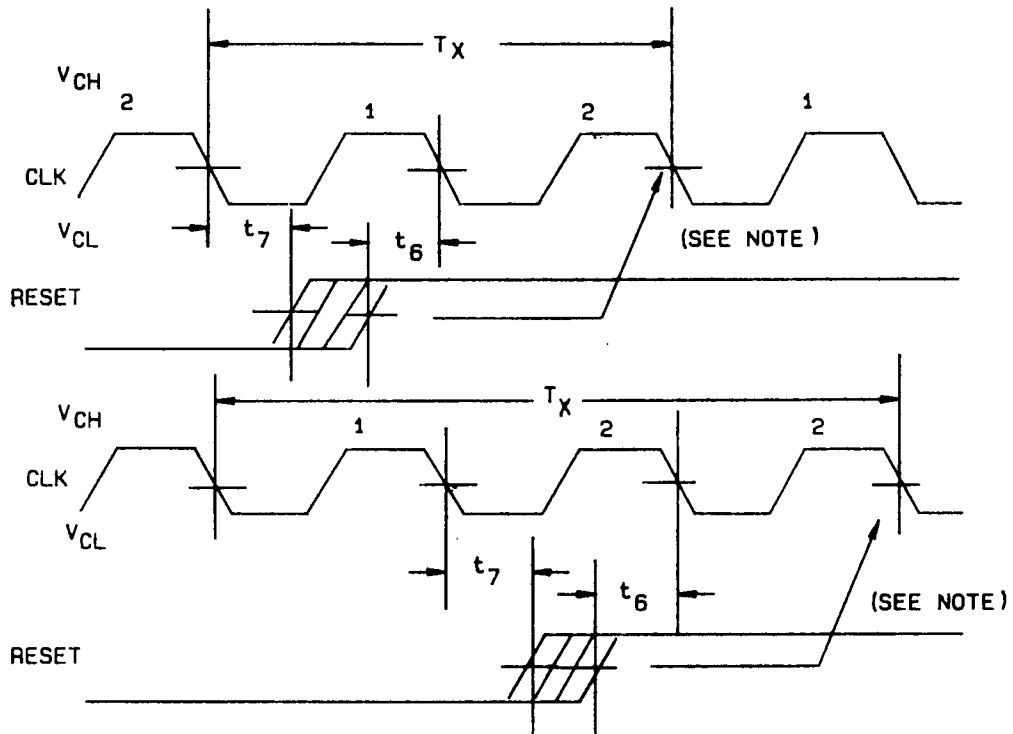 T_X
V_CH
2 1 2 1
CLK
V_CL
t_7 t_6 (SEE NOTE)
RESET
T_X
V_CH
1 2 2
CLK
V_CL
t_7 t_6 (SEE NOTE)
RESET